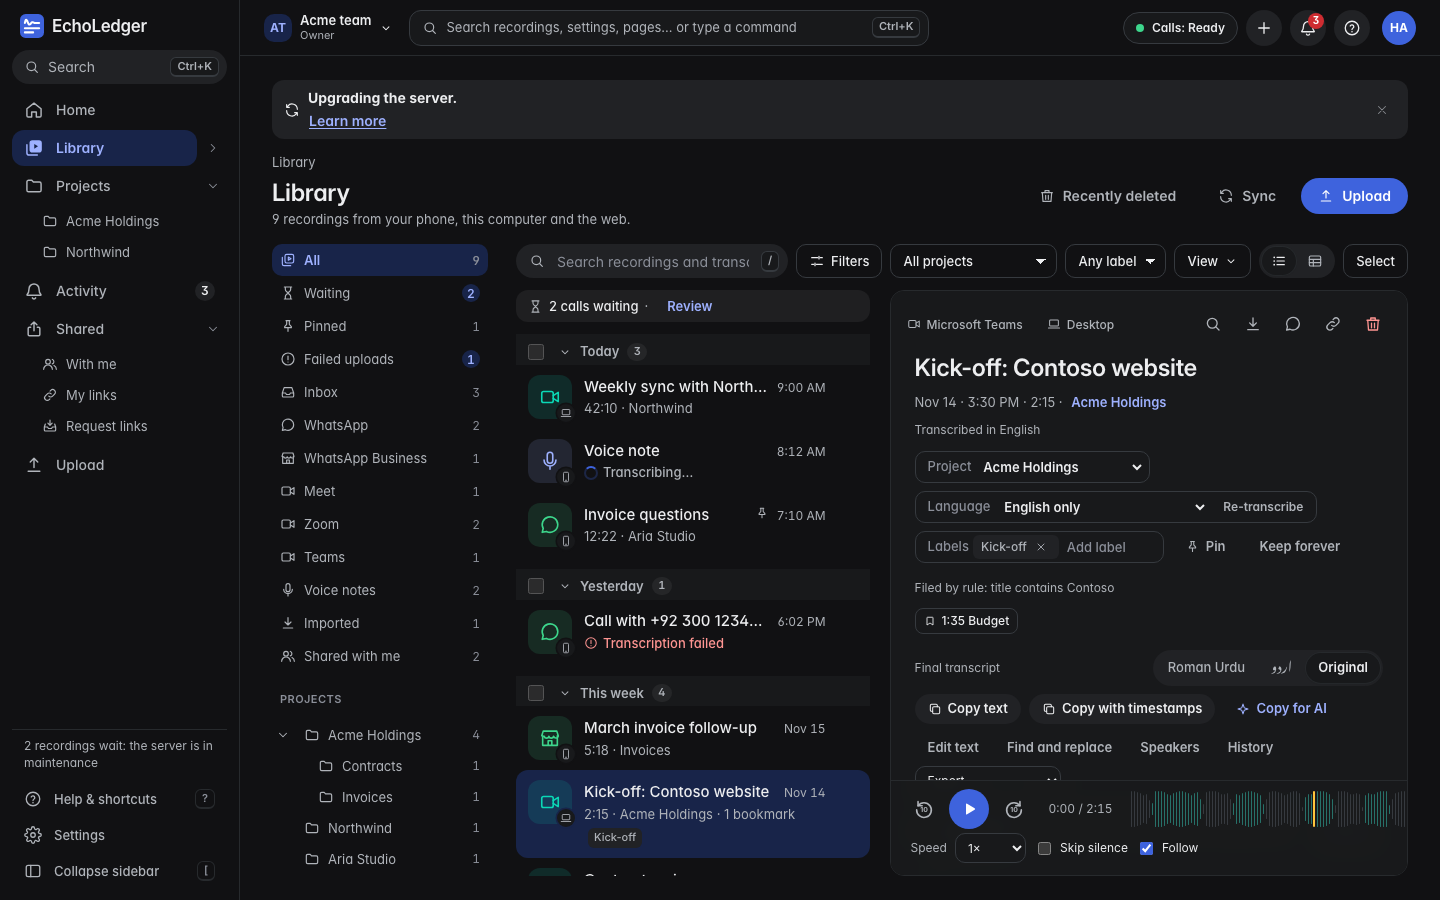 EchoLedger
Search Ctrl+K
Home
Library
Projects
Acme Holdings
Northwind
Activity 3
Shared
With me
My links
Request links
Upload
2 recordings wait: the server is in
maintenance
Help & shortcuts ?
Settings
Collapse sidebar [
AT Acme team
Owner
Search recordings, settings, pages... or type a command Ctrl+K
Calls: Ready
3
HA
Upgrading the server.
Learn more
Library
Library
9 recordings from your phone, this computer and the web.
Recently deleted
Sync
Upload
All 9
Waiting 2
Pinned 1
Failed uploads 1
Inbox 3
WhatsApp 2
WhatsApp Business 1
Meet 1
Zoom 2
Teams 1
Voice notes 2
Imported 1
Shared with me 2
PROJECTS
Acme Holdings 4
Contracts 1
Invoices 1
Northwind 1
Aria Studio 1
Search recordings and transc /
Filters
All projects
Any label
View
Select
2 calls waiting · Review
Today 3
Weekly sync with North... 9:00 AM
42:10 · Northwind
Voice note 8:12 AM
Transcribing...
Invoice questions 7:10 AM
12:22 · Aria Studio
Yesterday 1
Call with +92 300 1234... 6:02 PM
Transcription failed
This week 4
March invoice follow-up Nov 15
5:18 · Invoices
Kick-off: Contoso website Nov 14
2:15 · Acme Holdings · 1 bookmark
Kick-off
Microsoft Teams
Desktop
Kick-off: Contoso website
Nov 14 · 3:30 PM · 2:15 · Acme Holdings
Transcribed in English
Project Acme Holdings
Language English only Re-transcribe
Labels Kick-off × Add label
Pin
Keep forever
Filed by rule: title contains Contoso
1:35 Budget
Final transcript
Roman Urdu اردو Original
Copy text
Copy with timestamps
Copy for AI
Edit text
Find and replace
Speakers
History
Export
10
10
0:00 / 2:15
Speed 1×
Skip silence
Follow